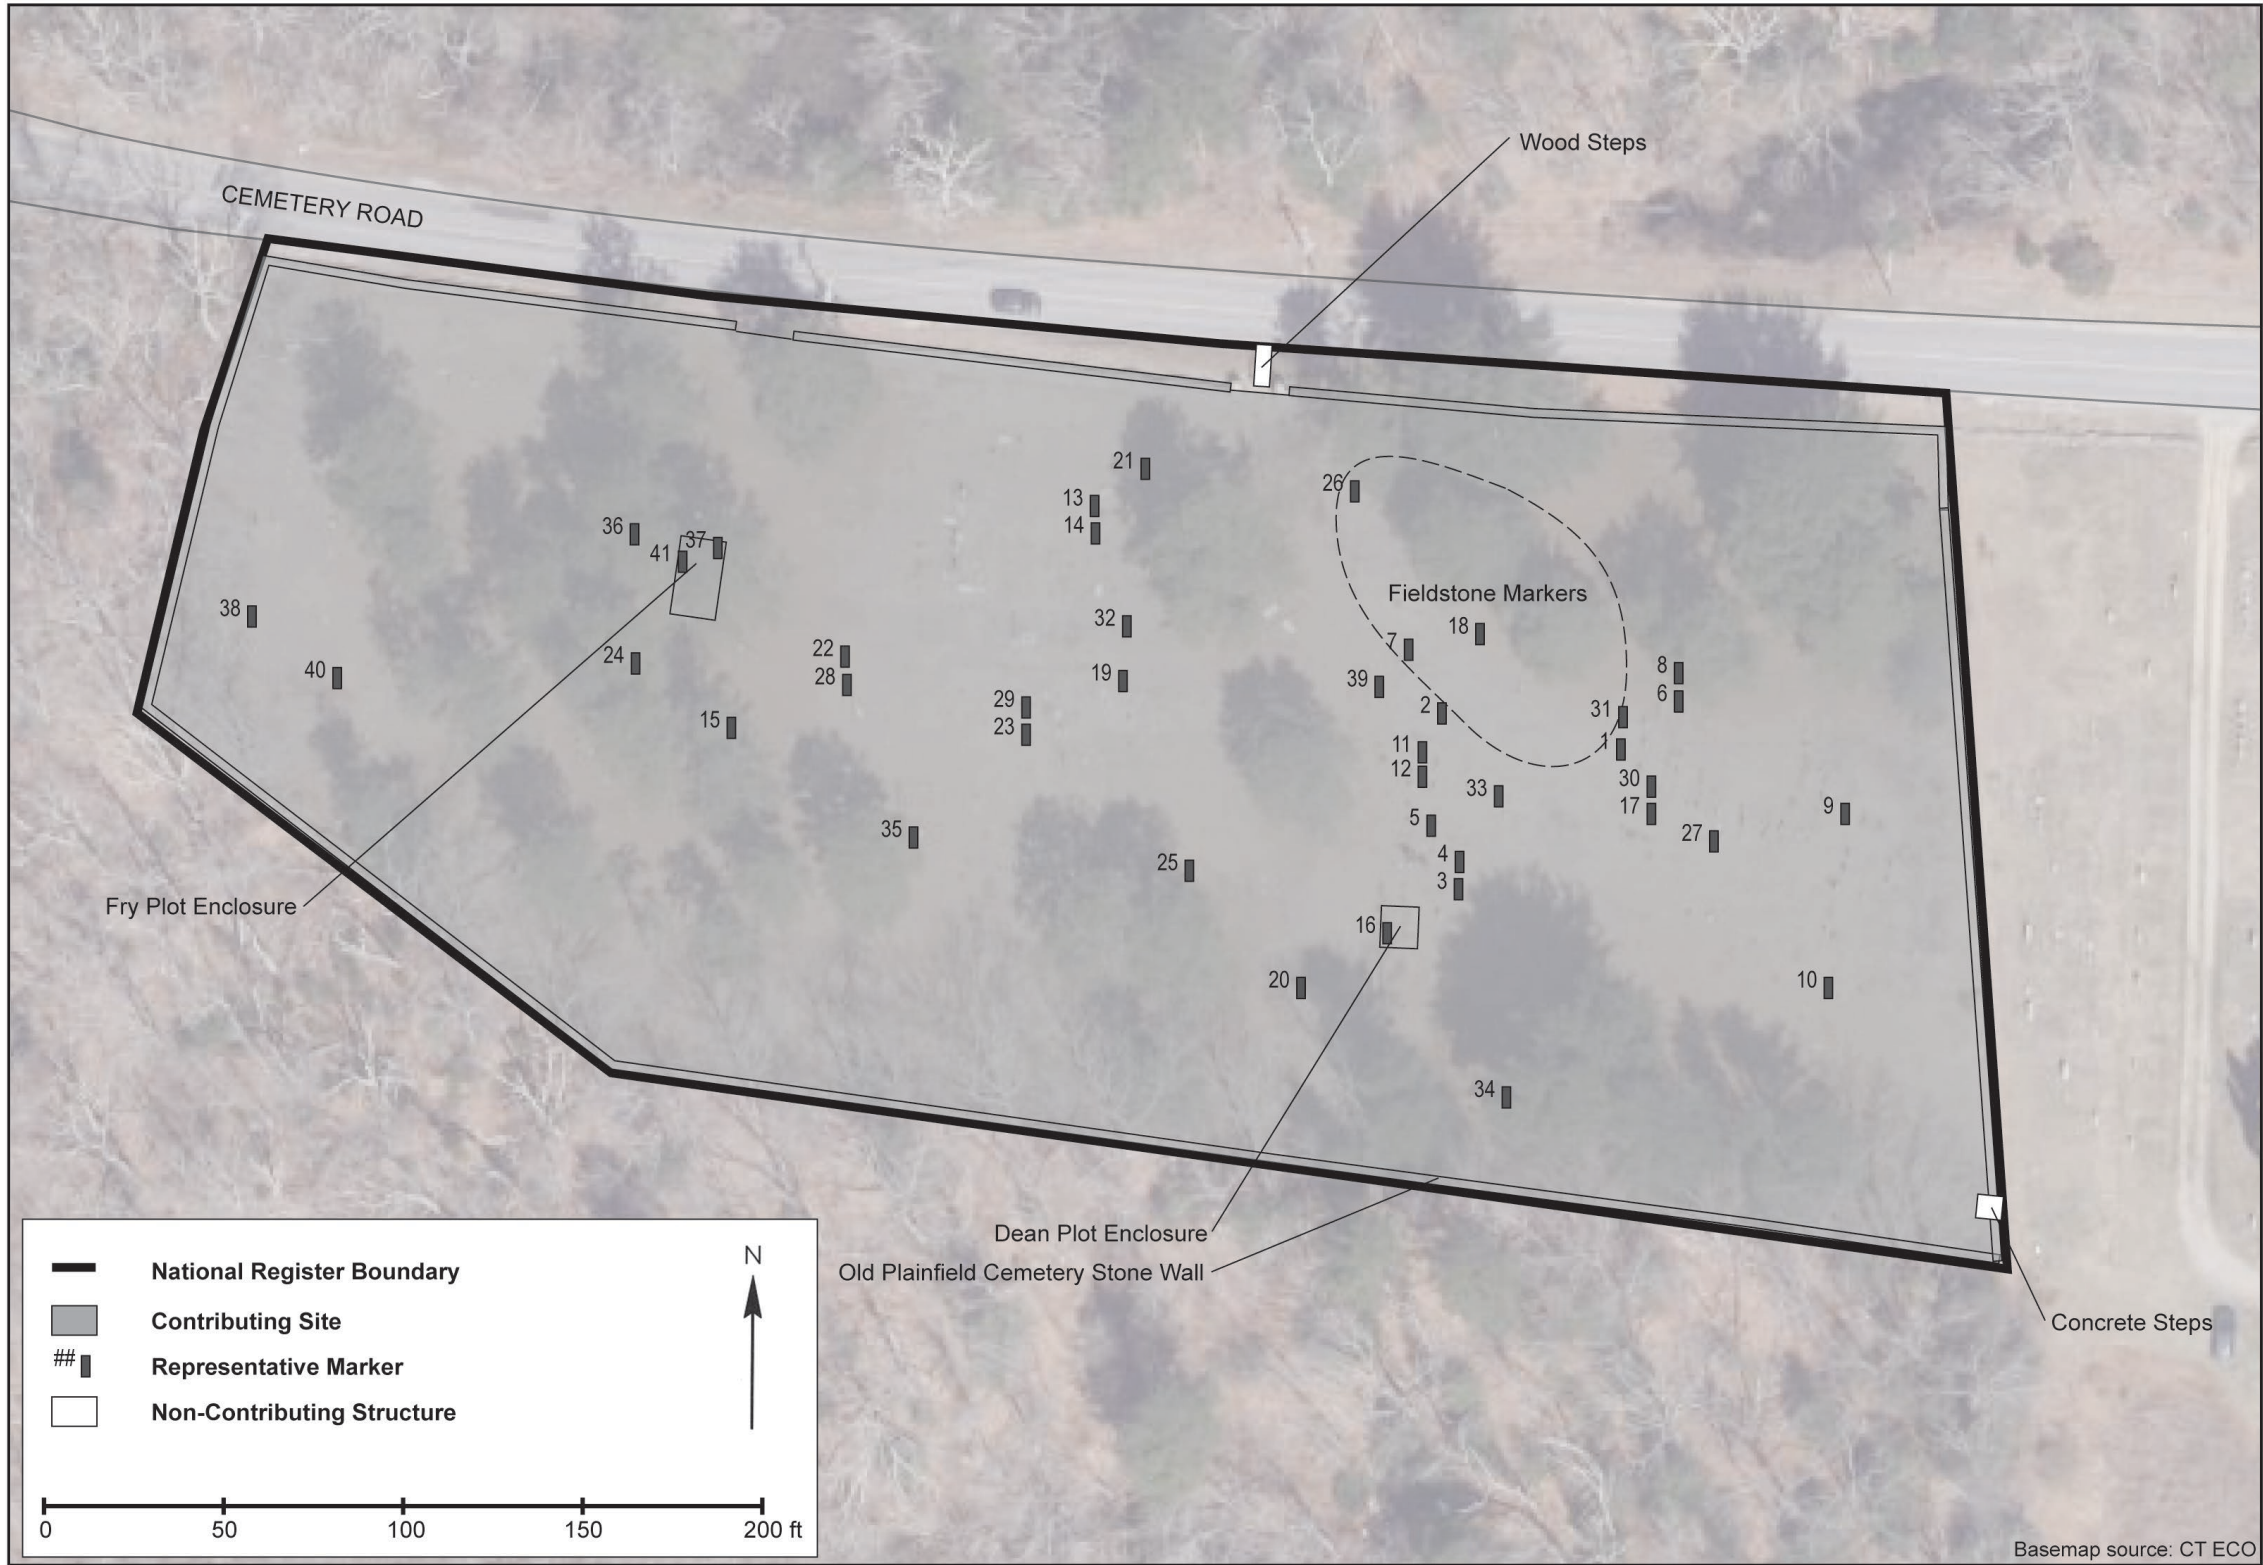 Wood Steps
CEMETERY ROAD
21
26
13
14
36
37
41
Fieldstone Markers
38
32
18
7
22
24
8
40
28
19
39
6
29
2
31
15
23
1
11
12
30
33
17
9
5
35
27
4
25
3
Fry Plot Enclosure
16
20
10
34
Dean Plot Enclosure
Old Plainfield Cemetery Stone Wall
Concrete Steps
N
National Register Boundary
Contributing Site
## Representative Marker
Non-Contributing Structure
0 50 100 150 200 ft
Basemap source: CT ECO